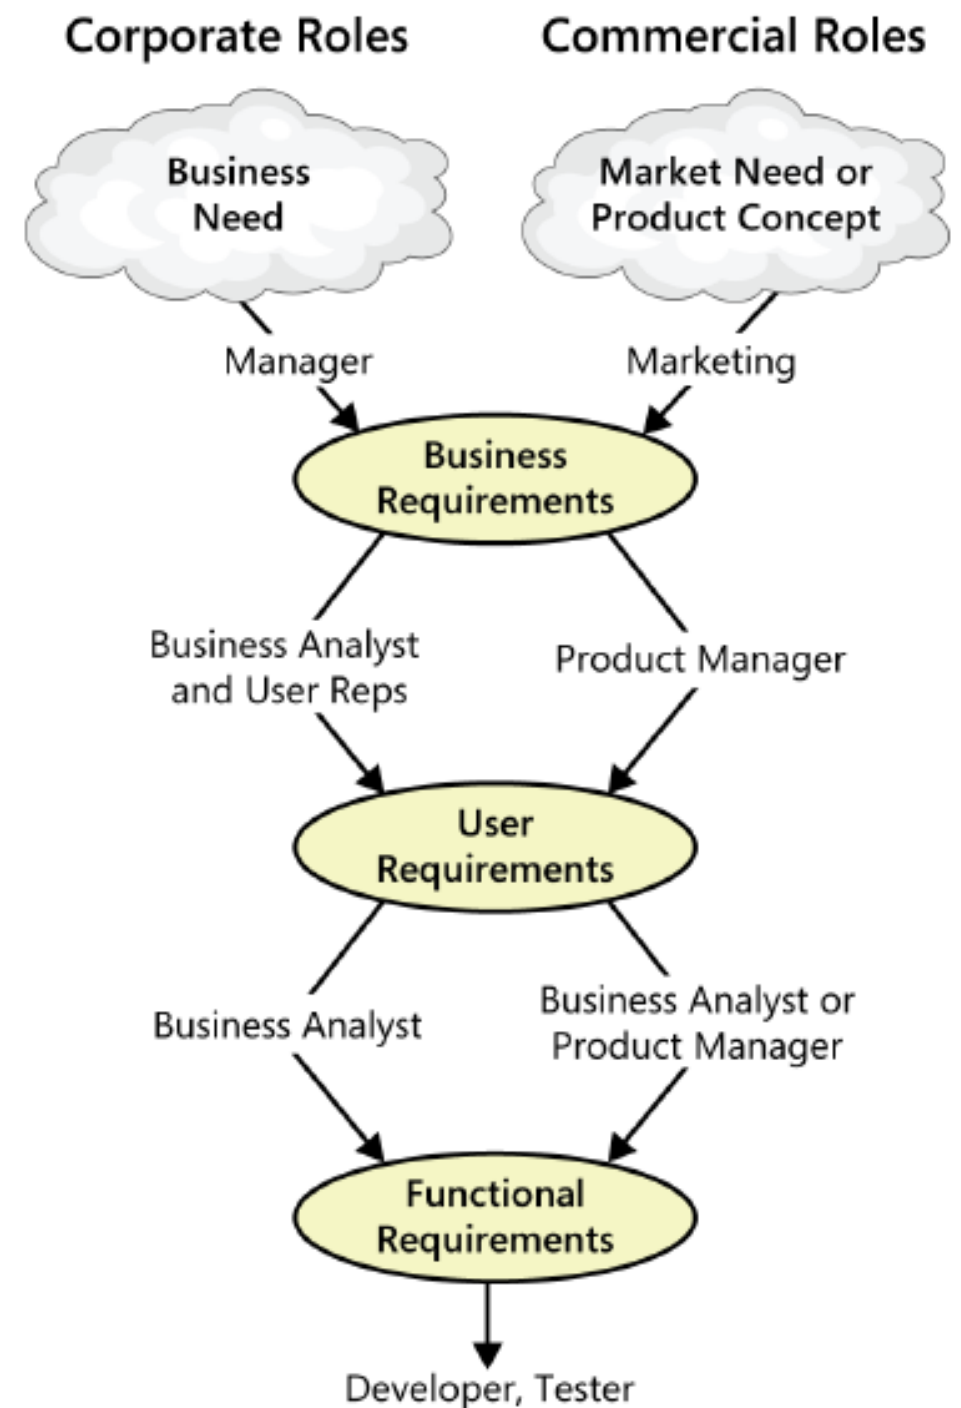 Corporate Roles
Commercial Roles
Business
Need
Market Need or
Product Concept
Manager
Marketing
Business
Requirements
Business Analyst
and User Reps
Product Manager
User
Requirements
Business Analyst
Business Analyst or
Product Manager
Functional
Requirements
Developer, Tester